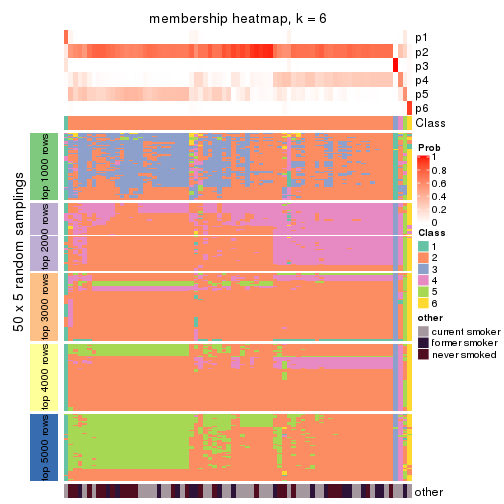 membership heatmap, k = 6
p1
p2
p3
p4
p5
p6
Class
50 x 5 random samplings
top 1000 rows
top 2000 rows
top 3000 rows
top 4000 rows
top 5000 rows
other
Prob
1
0.8
0.6
0.4
0.2
0
Class
1
2
3
4
5
6
other
current smoker
former smoker
never smoked